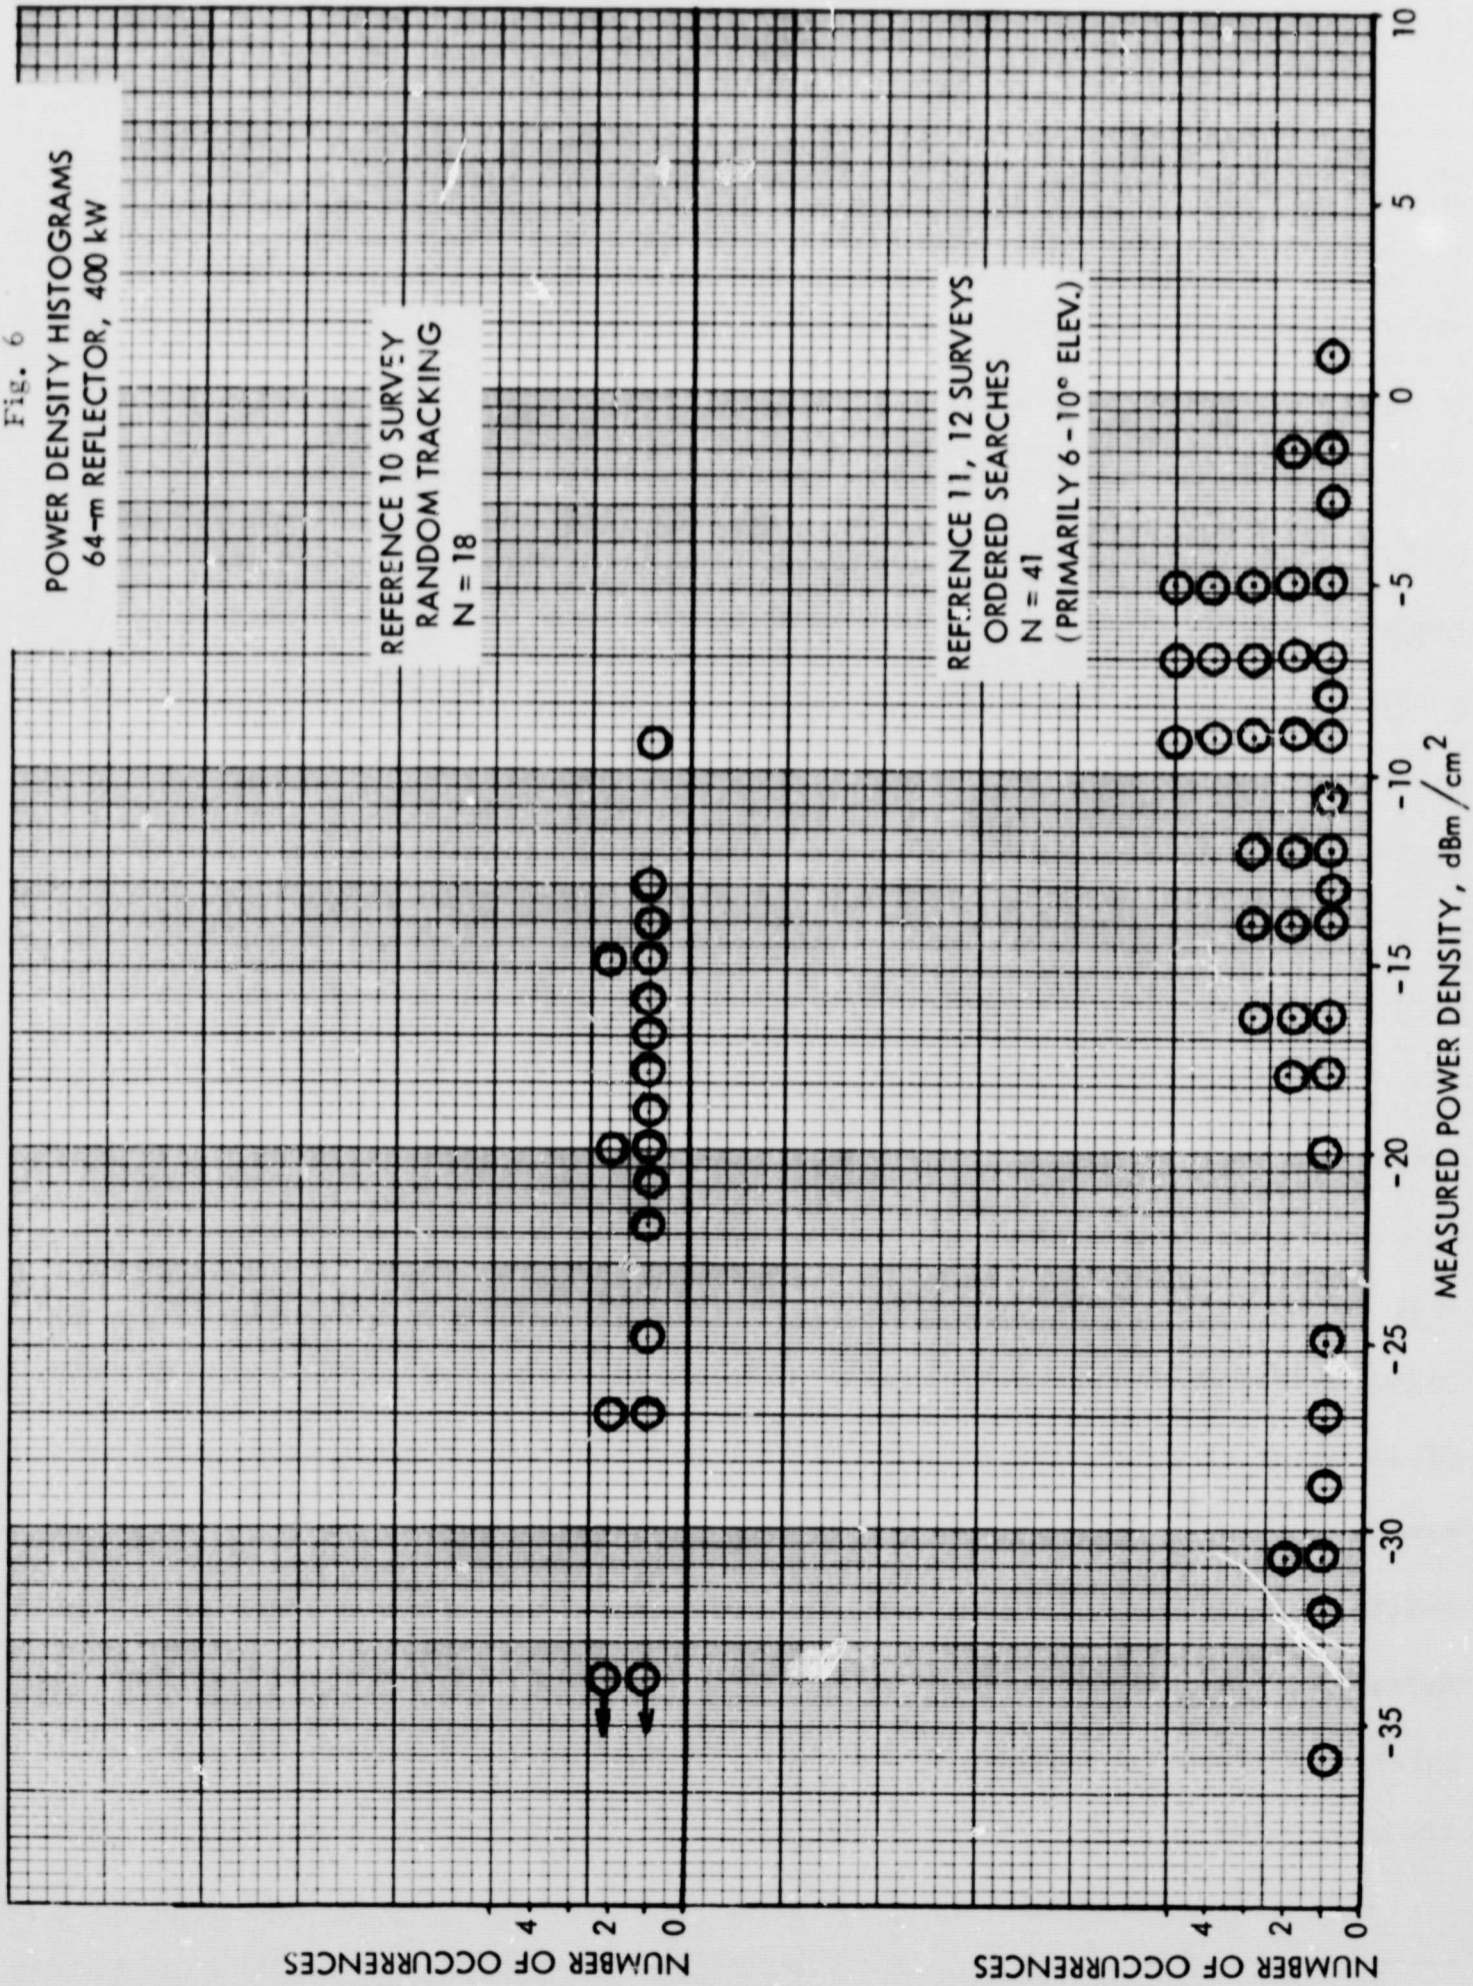 Fig. 6
POWER DENSITY HISTOGRAMS
64-m REFLECTOR, 400 kW
REFERENCE 10 SURVEY
RANDOM TRACKING
N = 18
NUMBER OF OCCURRENCES
4
2
0
REFERENCE 11, 12 SURVEYS
ORDERED SEARCHES
N = 41
(PRIMARILY 6-10° ELEV.)
NUMBER OF OCCURRENCES
4
2
0
-35 -30 -25 -20 -15 -10 -5 0 5 10
MEASURED POWER DENSITY, dBm/cm²